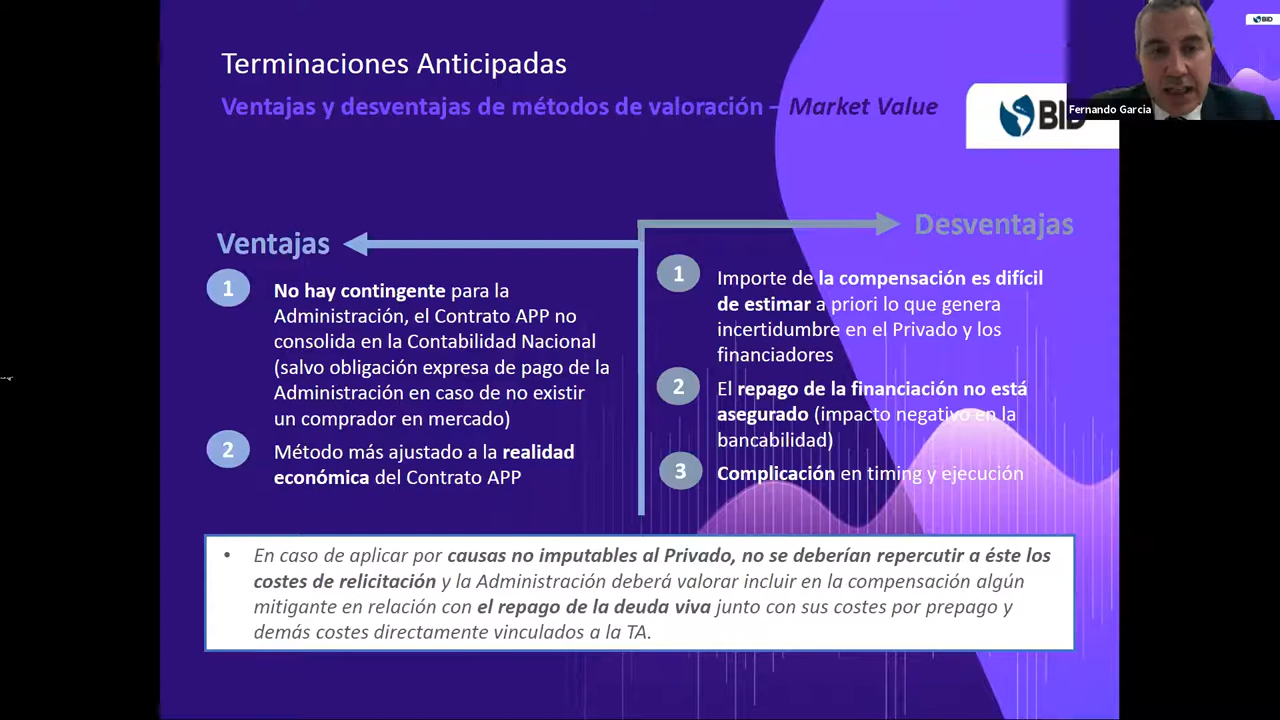 Terminaciones Anticipadas
Ventajas y desventajas de métodos de valoración – Market Value
BID
BID
Fernando Garcia
Ventajas
Desventajas
1
No hay contingente para la
Administración, el Contrato APP no
consolida en la Contabilidad Nacional
(salvo obligación expresa de pago de la
Administración en caso de no existir
un comprador en mercado)
2
Método más ajustado a la realidad
económica del Contrato APP
1
Importe de la compensación es difícil
de estimar a priori lo que genera
incertidumbre en el Privado y los
financiadores
2
El repago de la financiación no está
asegurado (impacto negativo en la
bancabilidad)
3
Complicación en timing y ejecución
• En caso de aplicar por causas no imputables al Privado, no se deberían repercutir a éste los
costes de relicitación y la Administración deberá valorar incluir en la compensación algún
mitigante en relación con el repago de la deuda viva junto con sus costes por prepago y
demás costes directamente vinculados a la TA.